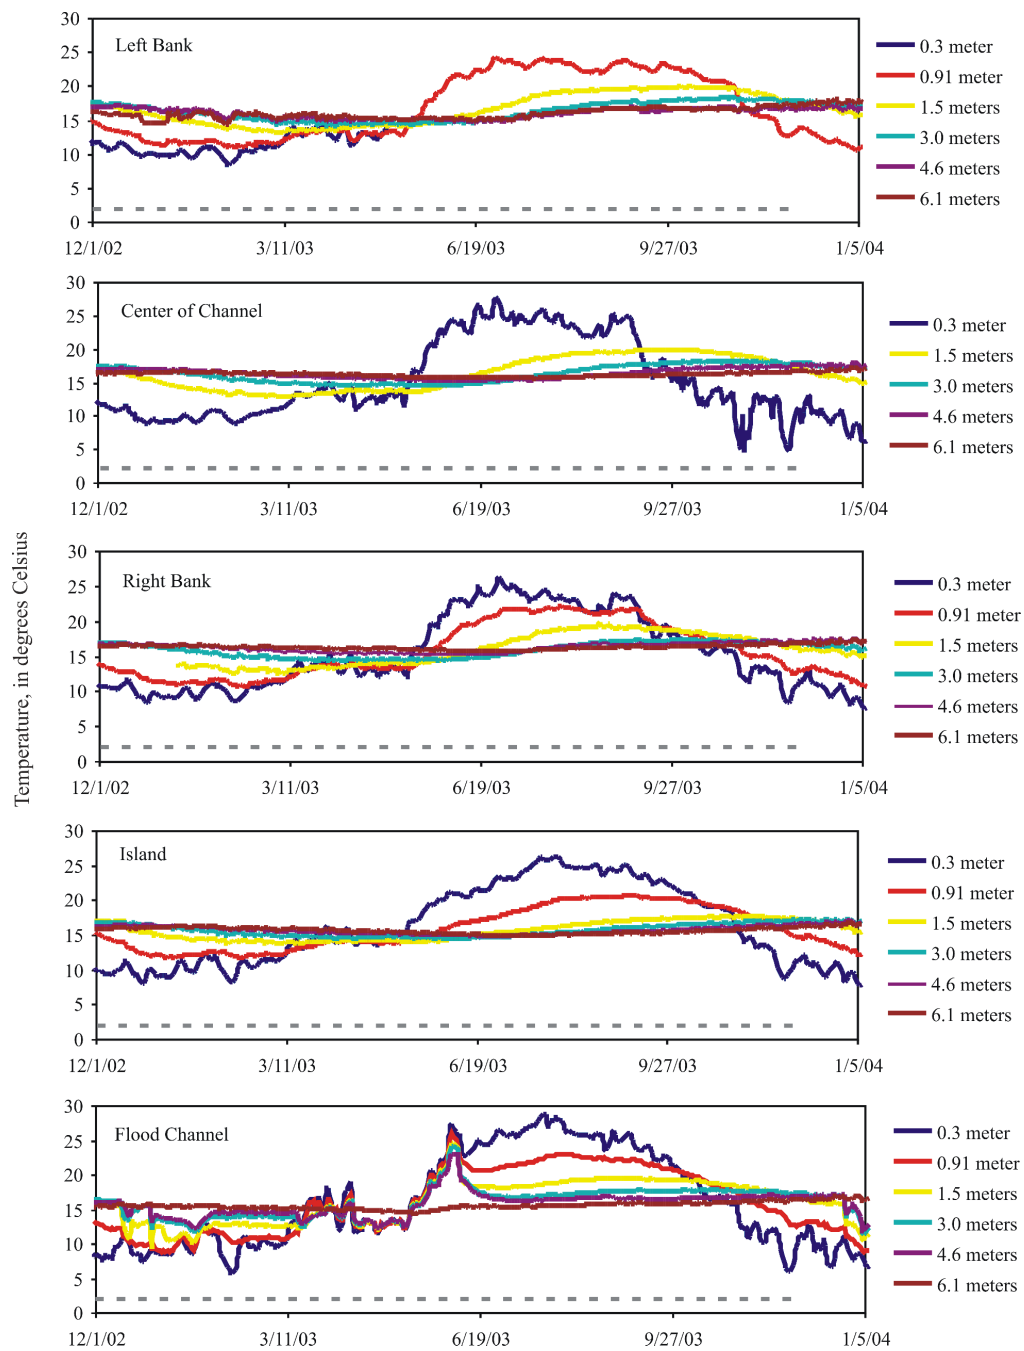 Temperature, in degrees Celsius
30
25
20
15
10
5
0
Left Bank
12/1/02 3/11/03 6/19/03 9/27/03 1/5/04
0.3 meter
0.91 meter
1.5 meters
3.0 meters
4.6 meters
6.1 meters
30
25
20
15
10
5
0
Center of Channel
12/1/02 3/11/03 6/19/03 9/27/03 1/5/04
0.3 meter
1.5 meters
3.0 meters
4.6 meters
6.1 meters
30
25
20
15
10
5
0
Right Bank
12/1/02 3/11/03 6/19/03 9/27/03 1/5/04
0.3 meter
0.91 meter
1.5 meters
3.0 meters
4.6 meters
6.1 meters
30
25
20
15
10
5
0
Island
12/1/02 3/11/03 6/19/03 9/27/03 1/5/04
0.3 meter
0.91 meter
1.5 meters
3.0 meters
4.6 meters
6.1 meters
30
25
20
15
10
5
0
Flood Channel
12/1/02 3/11/03 6/19/03 9/27/03 1/5/04
0.3 meter
0.91 meter
1.5 meters
3.0 meters
4.6 meters
6.1 meters